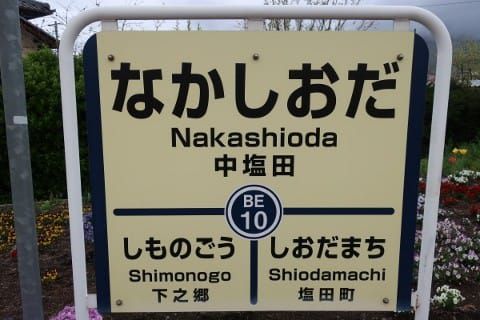 なかしおだ
Nakashioda
中塩田
BE
10
しものごう
Shimonogo
下之郷
しおだまち
Shiodamachi
塩田町